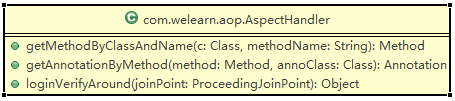 C com.welearn.aop.AspectHandler
getMethodByClassAndName(c: Class, methodName: String): Method
getAnnotationByMethod(method: Method, annoClass: Class): Annotation
loginVerifyAround(joinPoint: ProceedingJoinPoint): Object